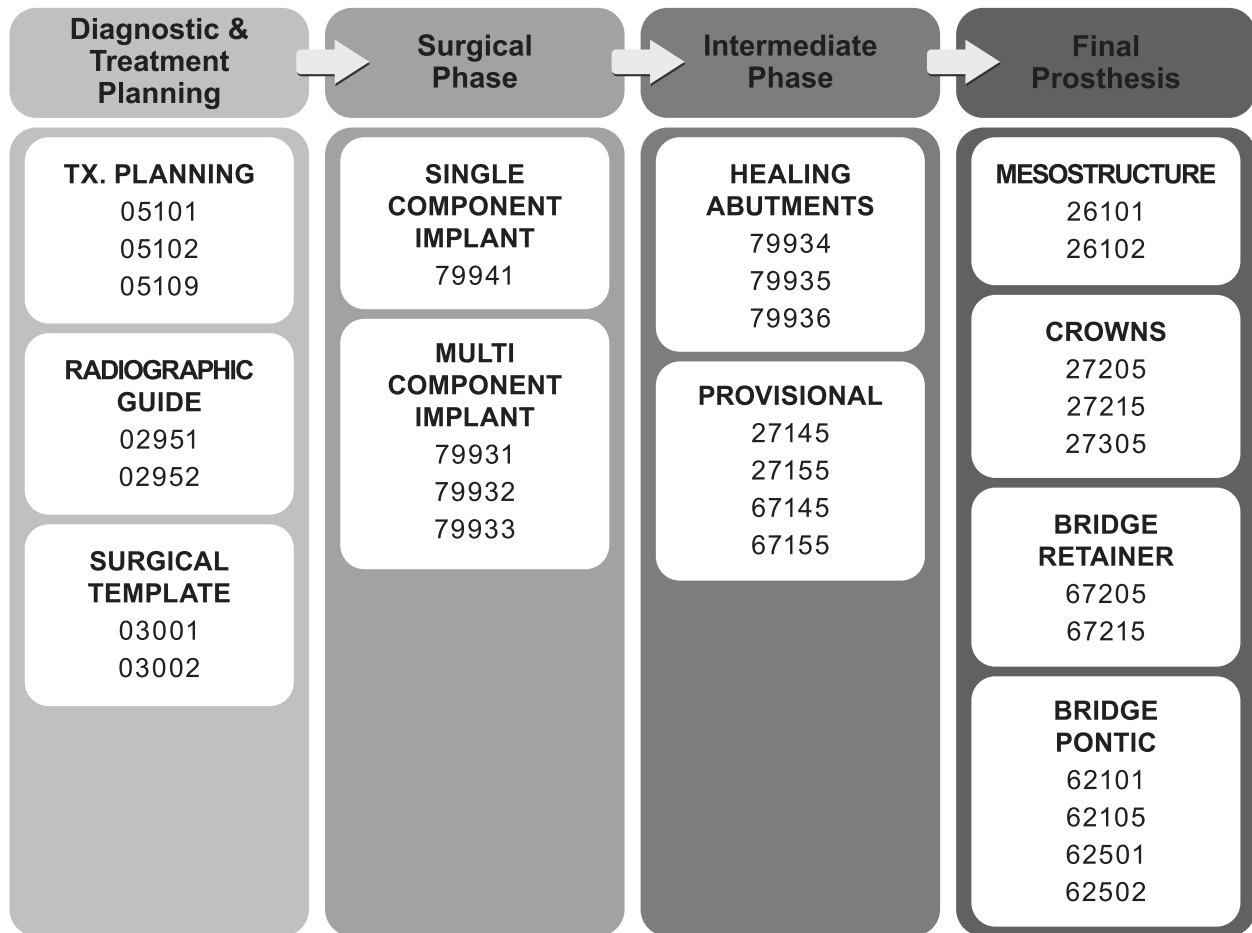 Diagnostic &
Treatment
Planning
Surgical
Phase
Intermediate
Phase
Final
Prosthesis
TX. PLANNING
05101
05102
05109
RADIOGRAPHIC
GUIDE
02951
02952
SURGICAL
TEMPLATE
03001
03002
SINGLE
COMPONENT
IMPLANT
79941
MULTI
COMPONENT
IMPLANT
79931
79932
79933
HEALING
ABUTMENTS
79934
79935
79936
PROVISIONAL
27145
27155
67145
67155
MESOSTRUCTURE
26101
26102
CROWNS
27205
27215
27305
BRIDGE
RETAINER
67205
67215
BRIDGE
PONTIC
62101
62105
62501
62502